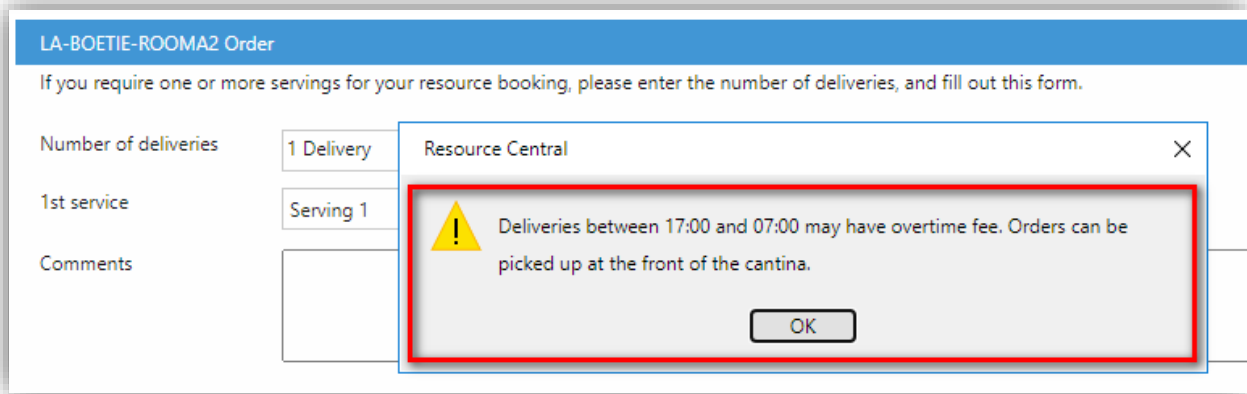 LA-BOETIE-ROOMA2 Order
If you require one or more servings for your resource booking, please enter the number of deliveries, and fill out this form.
Number of deliveries
1 Delivery
Resource Central
1st service
Serving 1
Deliveries between 17:00 and 07:00 may have overtime fee. Orders can be
picked up at the front of the cantina.
Comments
OK